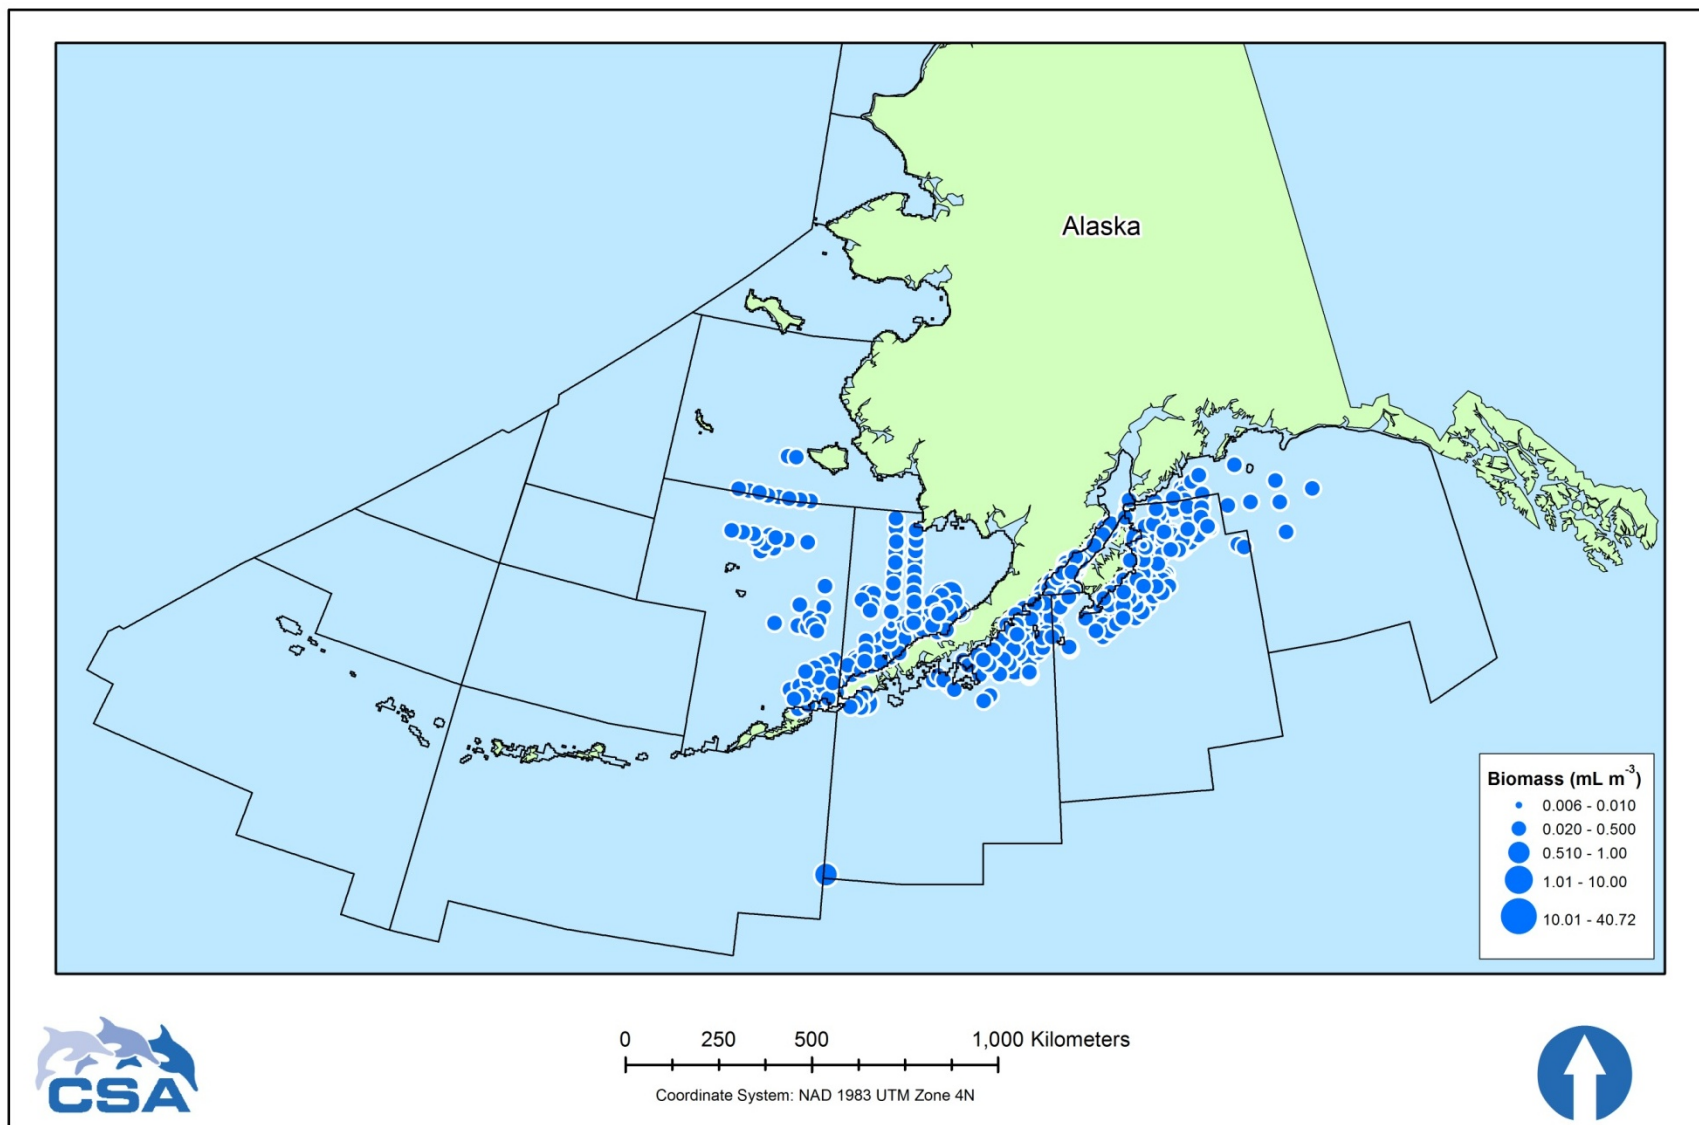 Alaska
Biomass (mL m⁻³)
0.006 - 0.010
0.020 - 0.500
0.510 - 1.00
1.01 - 10.00
10.01 - 40.72
0 250 500 1,000 Kilometers
Coordinate System: NAD 1983 UTM Zone 4N
CSA